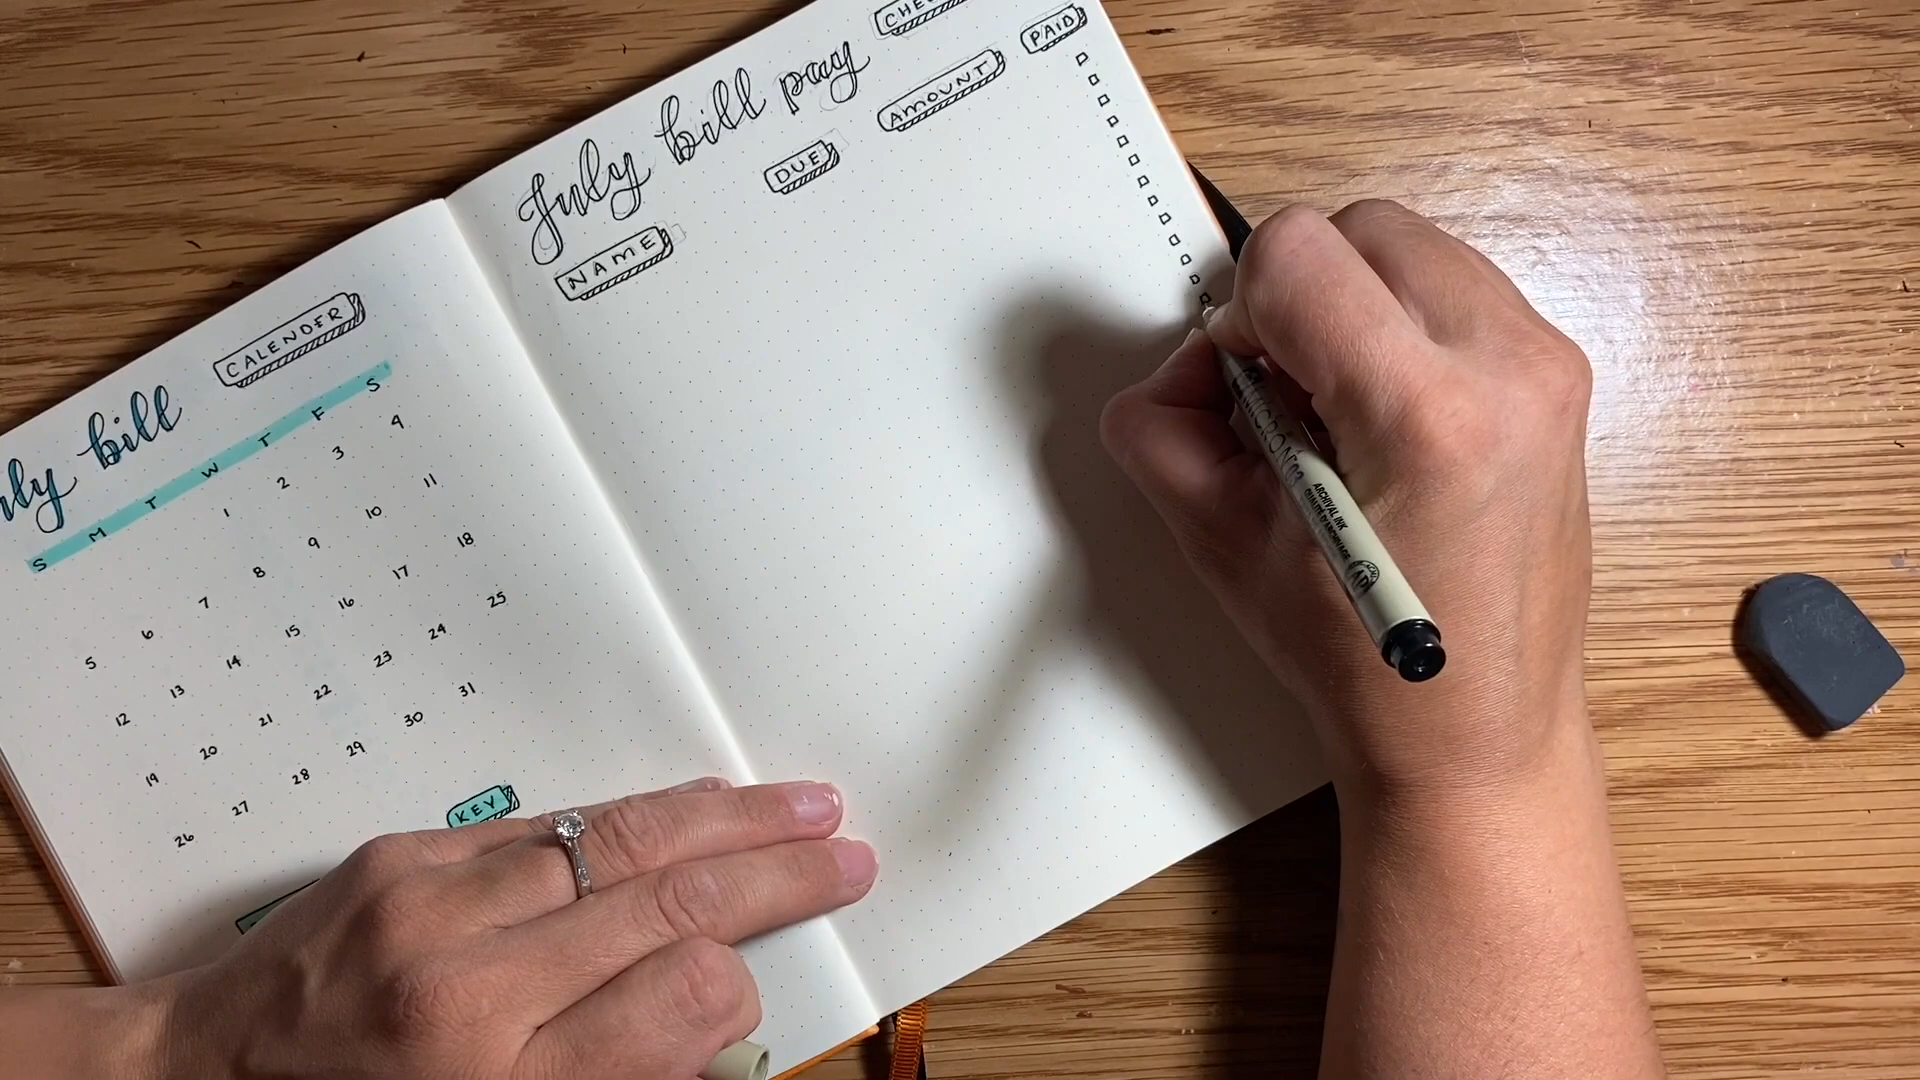 bill
CALENDER
S M T W T F S
1 2 3 4
5 6 7 8 9 10 11
12 13 14 15 16 17 18
19 20 21 22 23 24 25
26 27 28 29 30 31
KEY
July bill pay
NAME DUE AMOUNT PAID
MICRON
ARCHIVAL INK